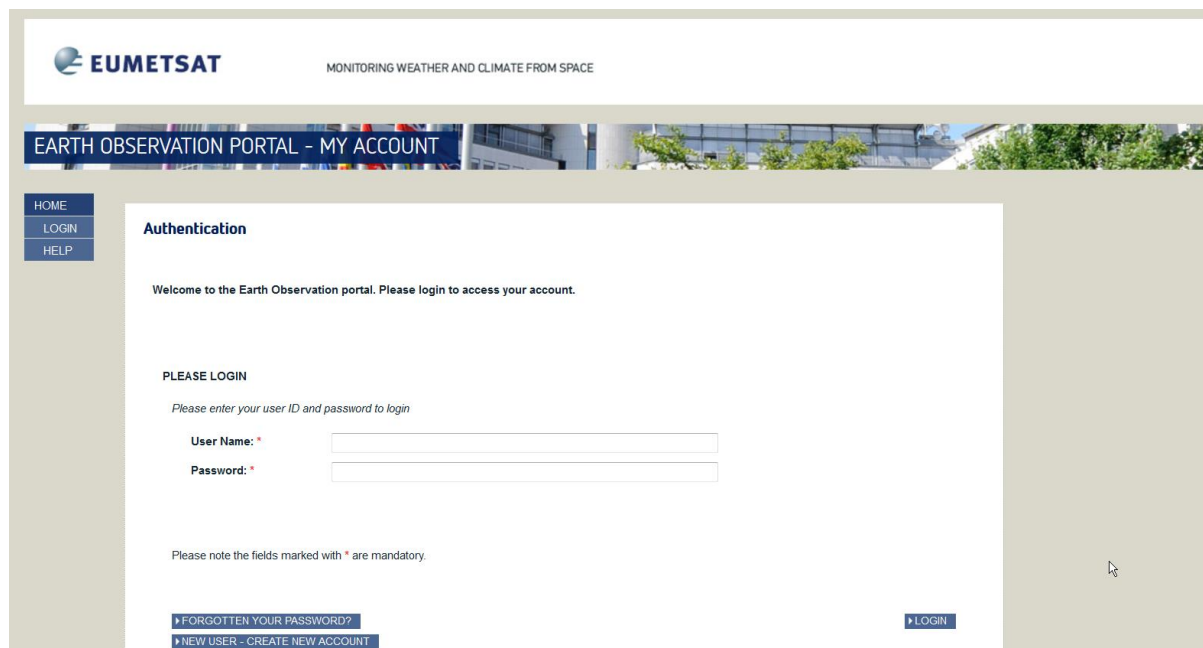 EUMETSAT
MONITORING WEATHER AND CLIMATE FROM SPACE
EARTH OBSERVATION PORTAL - MY ACCOUNT
HOME
LOGIN
HELP
Authentication
Welcome to the Earth Observation portal. Please login to access your account.
PLEASE LOGIN
Please enter your user ID and password to login
User Name: *
Password: *
Please note the fields marked with * are mandatory.
FORGOTTEN YOUR PASSWORD?
LOGIN
NEW USER - CREATE NEW ACCOUNT